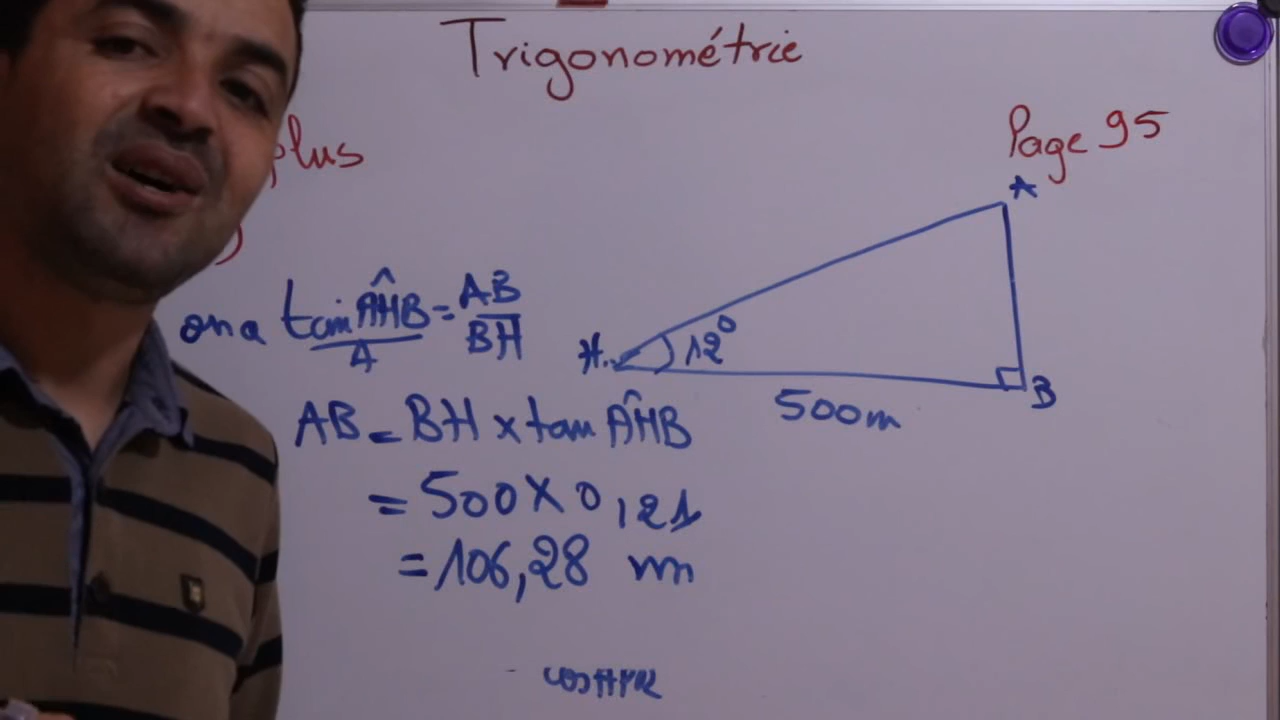 Trigonométrie
plus
Page 95
on a tan AĤB = AB
1
BH
AB = BH x tan AĤB
= 500 x 0,21
= 106,28 m
A
H
12°
500m
B